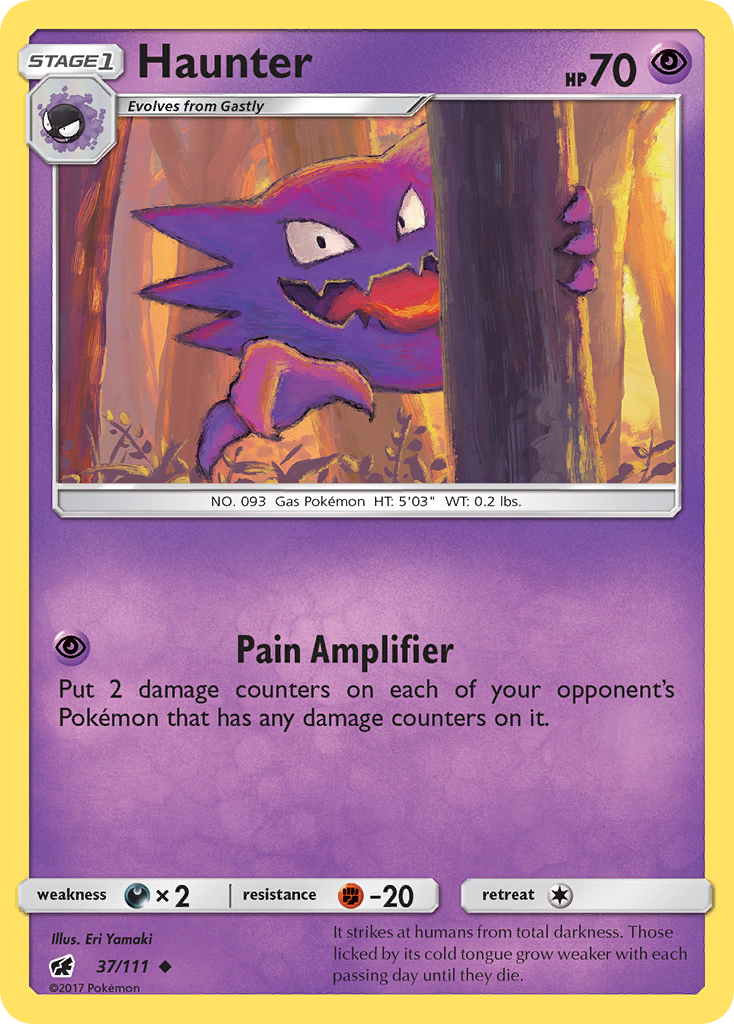 STAGE1 Haunter HP70
Evolves from Gastly
NO. 093 Gas Pokémon HT: 5'03" WT: 0.2 lbs.
Pain Amplifier
Put 2 damage counters on each of your opponent's
Pokémon that has any damage counters on it.
weakness ×2 resistance -20 retreat
Illus. Eri Yamaki
37/111
©2017 Pokémon
It strikes at humans from total darkness. Those
licked by its cold tongue grow weaker with each
passing day until they die.